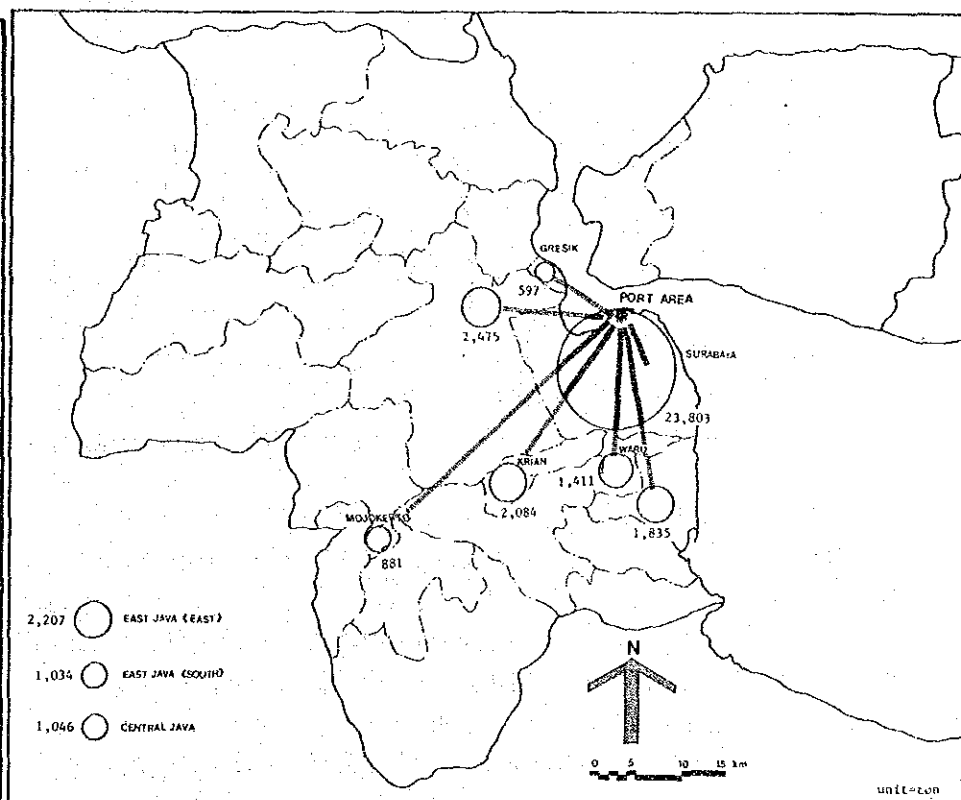 GRESIK
597
PORT AREA
2,475
SURABAYA
23,803
WARU
KRIAN
1,411
2,084
1,835
MOJOKERTO
881
2,207 EAST JAVA (EAST)
1,034 EAST JAVA (SOUTH)
1,046 CENTRAL JAVA
N
0 5 10 15 km
unit=ton